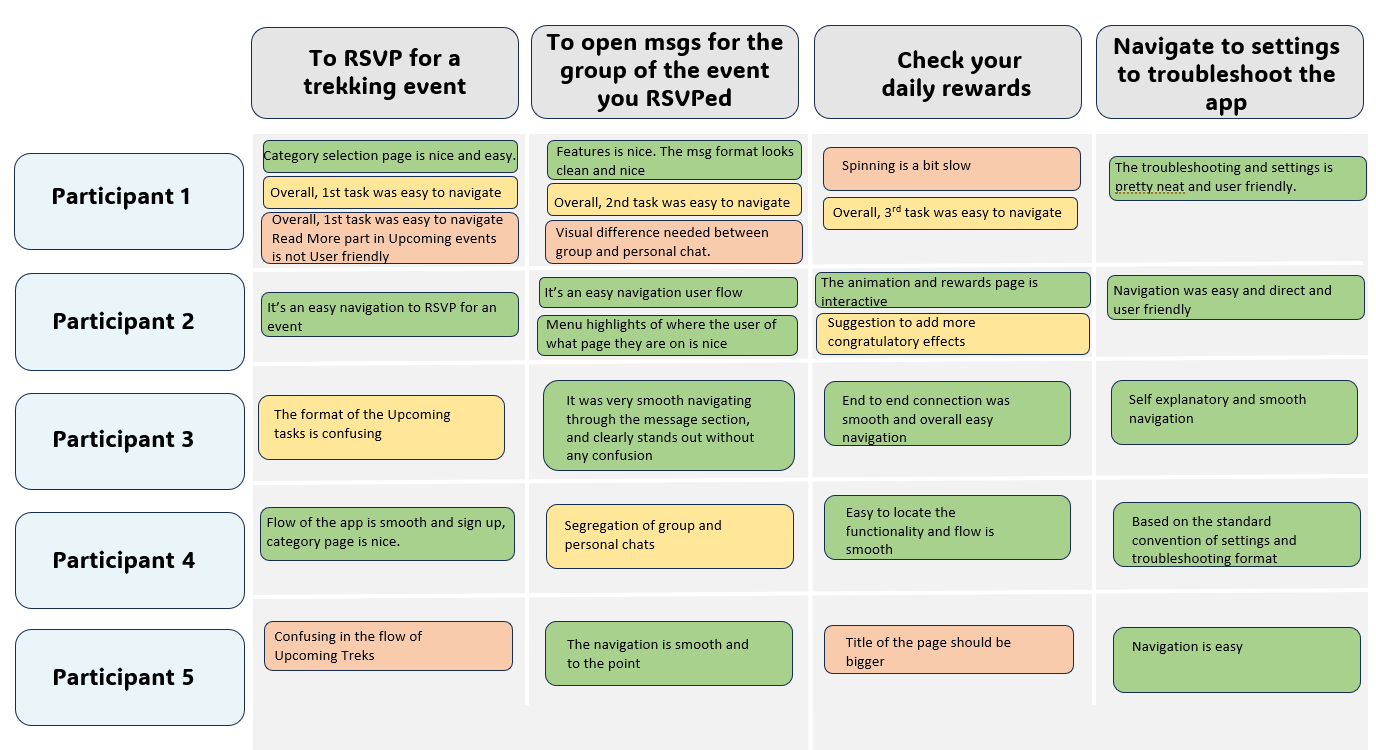 To RSVP for a
trekking event
To open msgs for the
group of the event
you RSVPed
Check your
daily rewards
Navigate to settings
to troubleshoot the
app
Participant 1
Category selection page is nice and easy.
Overall, 1st task was easy to navigate
Overall, 1st task was easy to navigate
Read More part in Upcoming events
is not User friendly
Features is nice. The msg format looks
clean and nice
Overall, 2nd task was easy to navigate
Visual difference needed between
group and personal chat.
Spinning is a bit slow
Overall, 3rd task was easy to navigate
The troubleshooting and settings is
pretty neat and user friendly.
Participant 2
It’s an easy navigation to RSVP for an
event
It’s an easy navigation user flow
Menu highlights of where the user of
what page they are on is nice
The animation and rewards page is
interactive
Suggestion to add more
congratulatory effects
Navigation was easy and direct and
user friendly
Participant 3
The format of the Upcoming
tasks is confusing
It was very smooth navigating
through the message section,
and clearly stands out without
any confusion
End to end connection was
smooth and overall easy
navigation
Self explanatory and smooth
navigation
Participant 4
Flow of the app is smooth and sign up,
category page is nice.
Segregation of group and
personal chats
Easy to locate the
functionality and flow is
smooth
Based on the standard
convention of settings and
troubleshooting format
Participant 5
Confusing in the flow of
Upcoming Treks
The navigation is smooth and
to the point
Title of the page should be
bigger
Navigation is easy